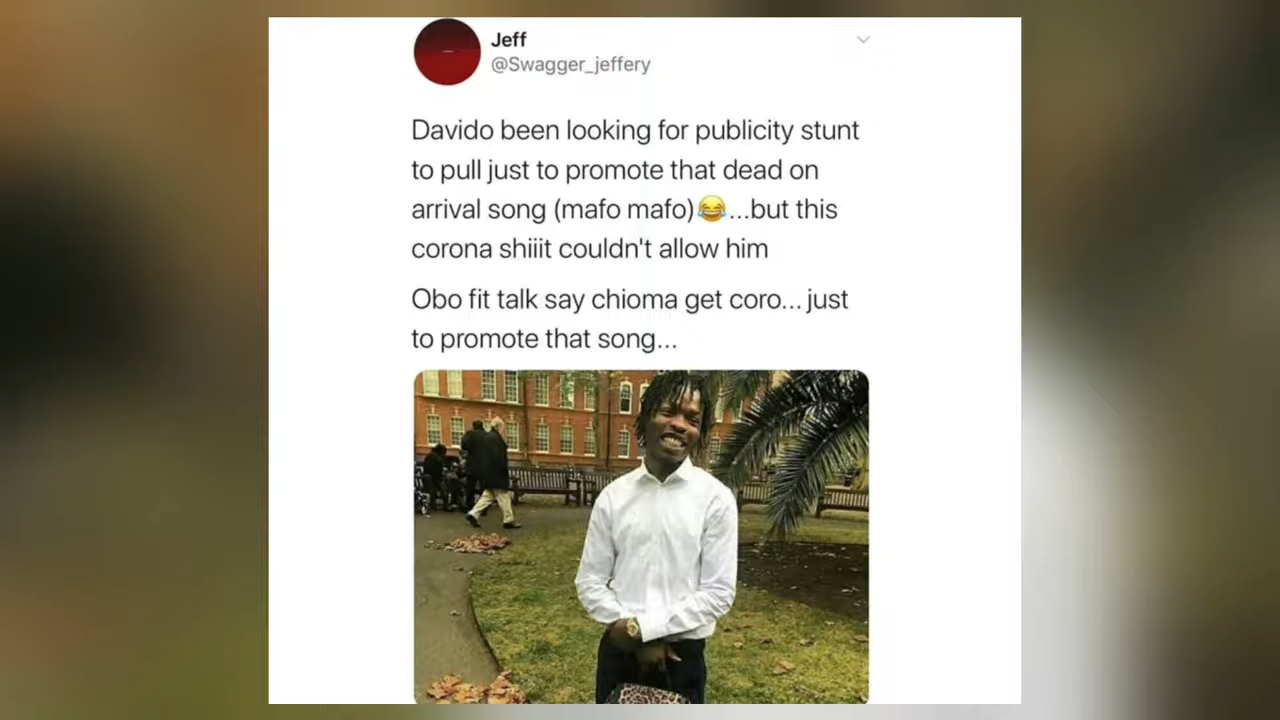 Jeff
@Swagger_jeffery
Davido been looking for publicity stunt
to pull just to promote that dead on
arrival song (mafo mafo)😂...but this
corona shiiit couldn't allow him
Obo fit talk say chioma get coro... just
to promote that song...